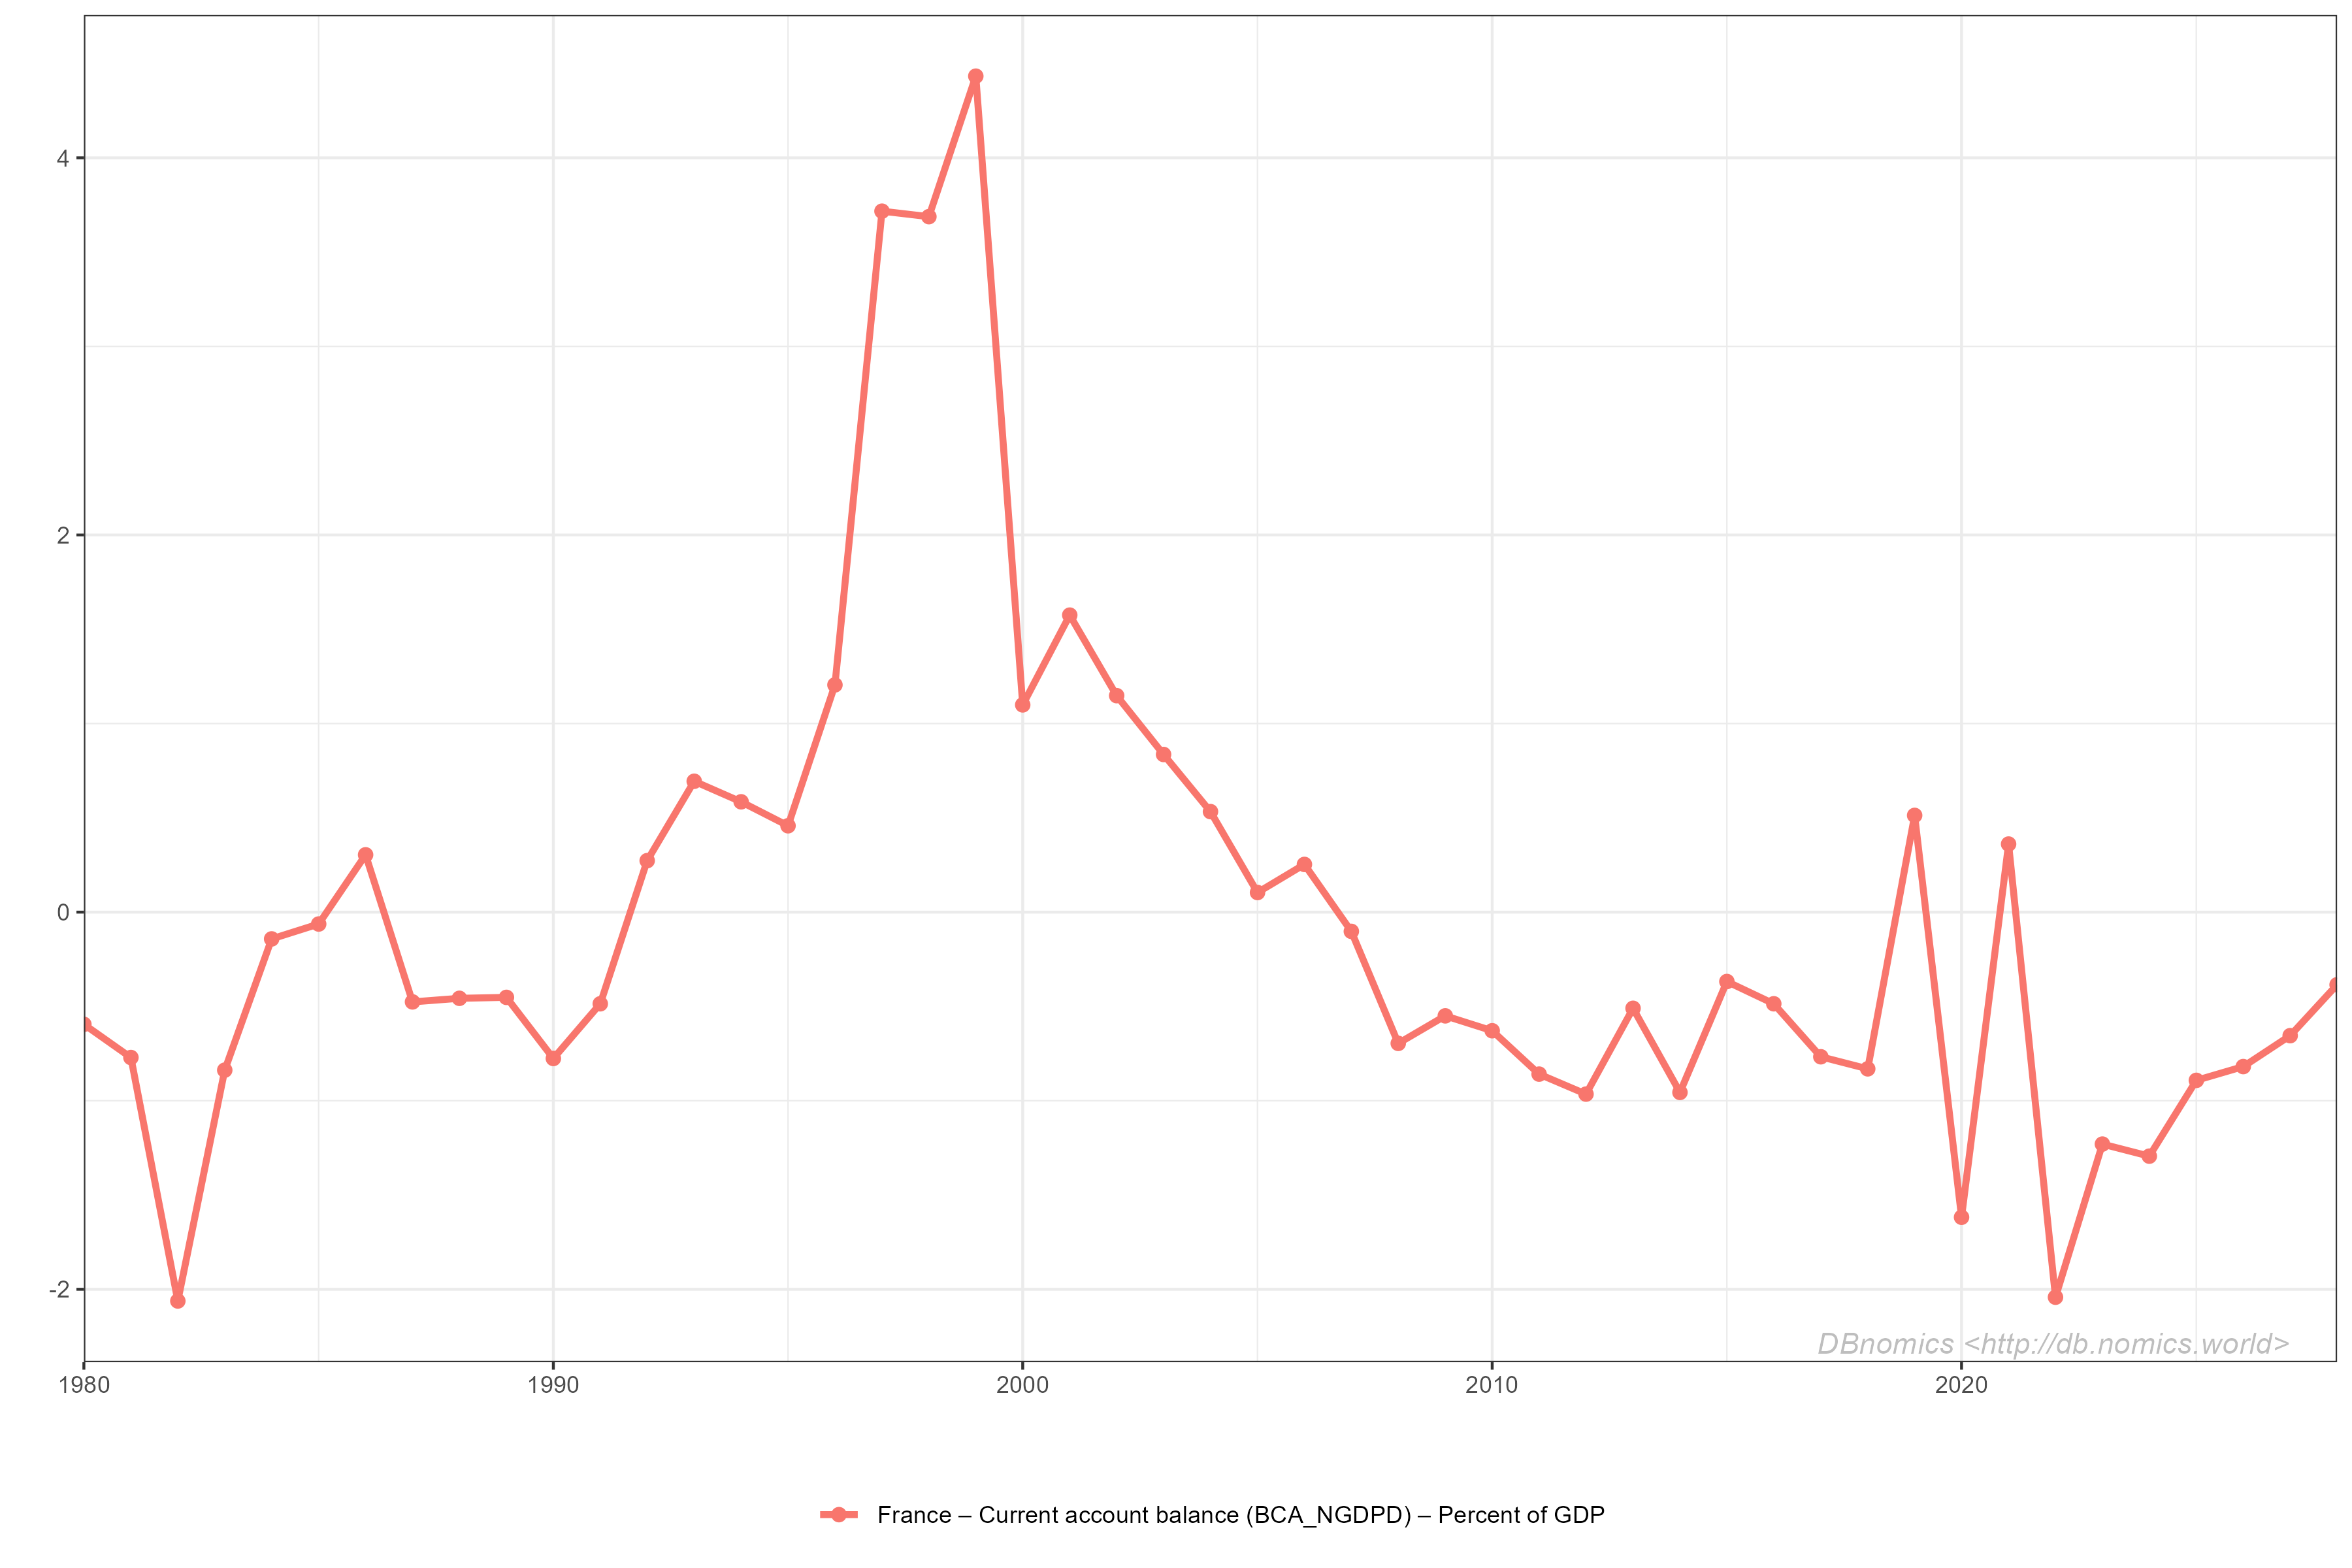 4
2
0
-2
DBnomics <http://db.nomics.world>
1980 1990 2000 2010 2020
France – Current account balance (BCA_NGDPD) – Percent of GDP